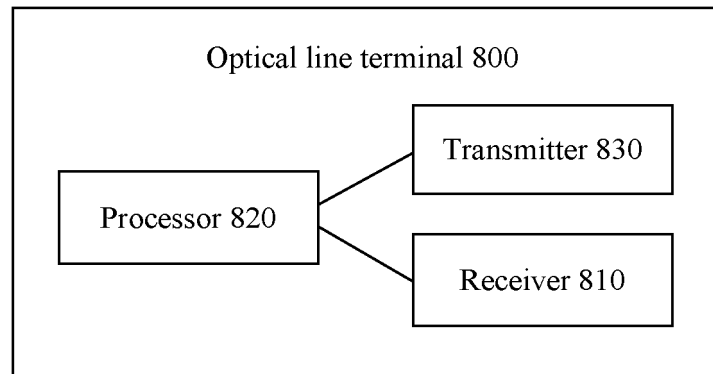 Optical line terminal 800
Transmitter 830
Processor 820
Receiver 810